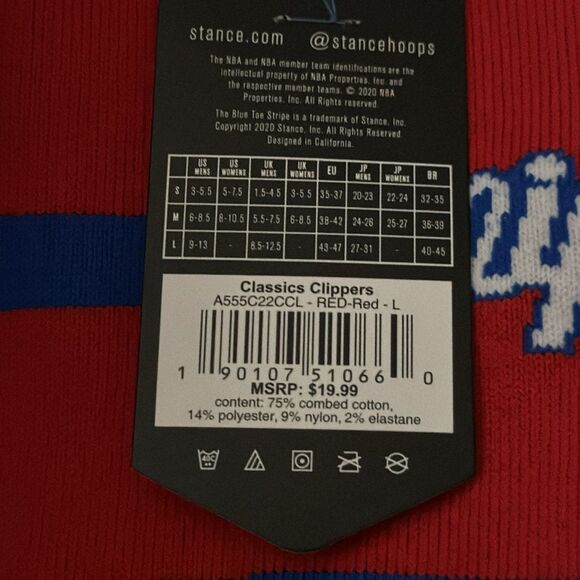 stance.com @stancehoops
The NBA and NBA member team identifications are the
intellectual property of NBA Properties, Inc. and
the respective member teams. © 2020 NBA
Properties, Inc. All Rights reserved.
The Blue Toe Stripe is a trademark of Stance, Inc.
Copyright 2020 Stance, Inc. All Rights Reserved.
Designed in California.
US MENS US WOMENS UK MENS UK WOMENS EU JP MENS JP WOMENS BR
S 3-5.5 5-7.5 1.5-4.5 3-5.5 35-37 20-23 22-24 32-35
M 6-8.5 8-10.5 5.5-7.5 6-8.5 38-42 24-26 25-27 36-39
L 9-13 - 8.5-12.5 - 43-47 27-31 - 40-45
Classics Clippers
A555C22CCL - RED-Red - L
1 90107 51066 0
MSRP: $19.99
content: 75% combed cotton,
14% polyester, 9% nylon, 2% elastane
40C